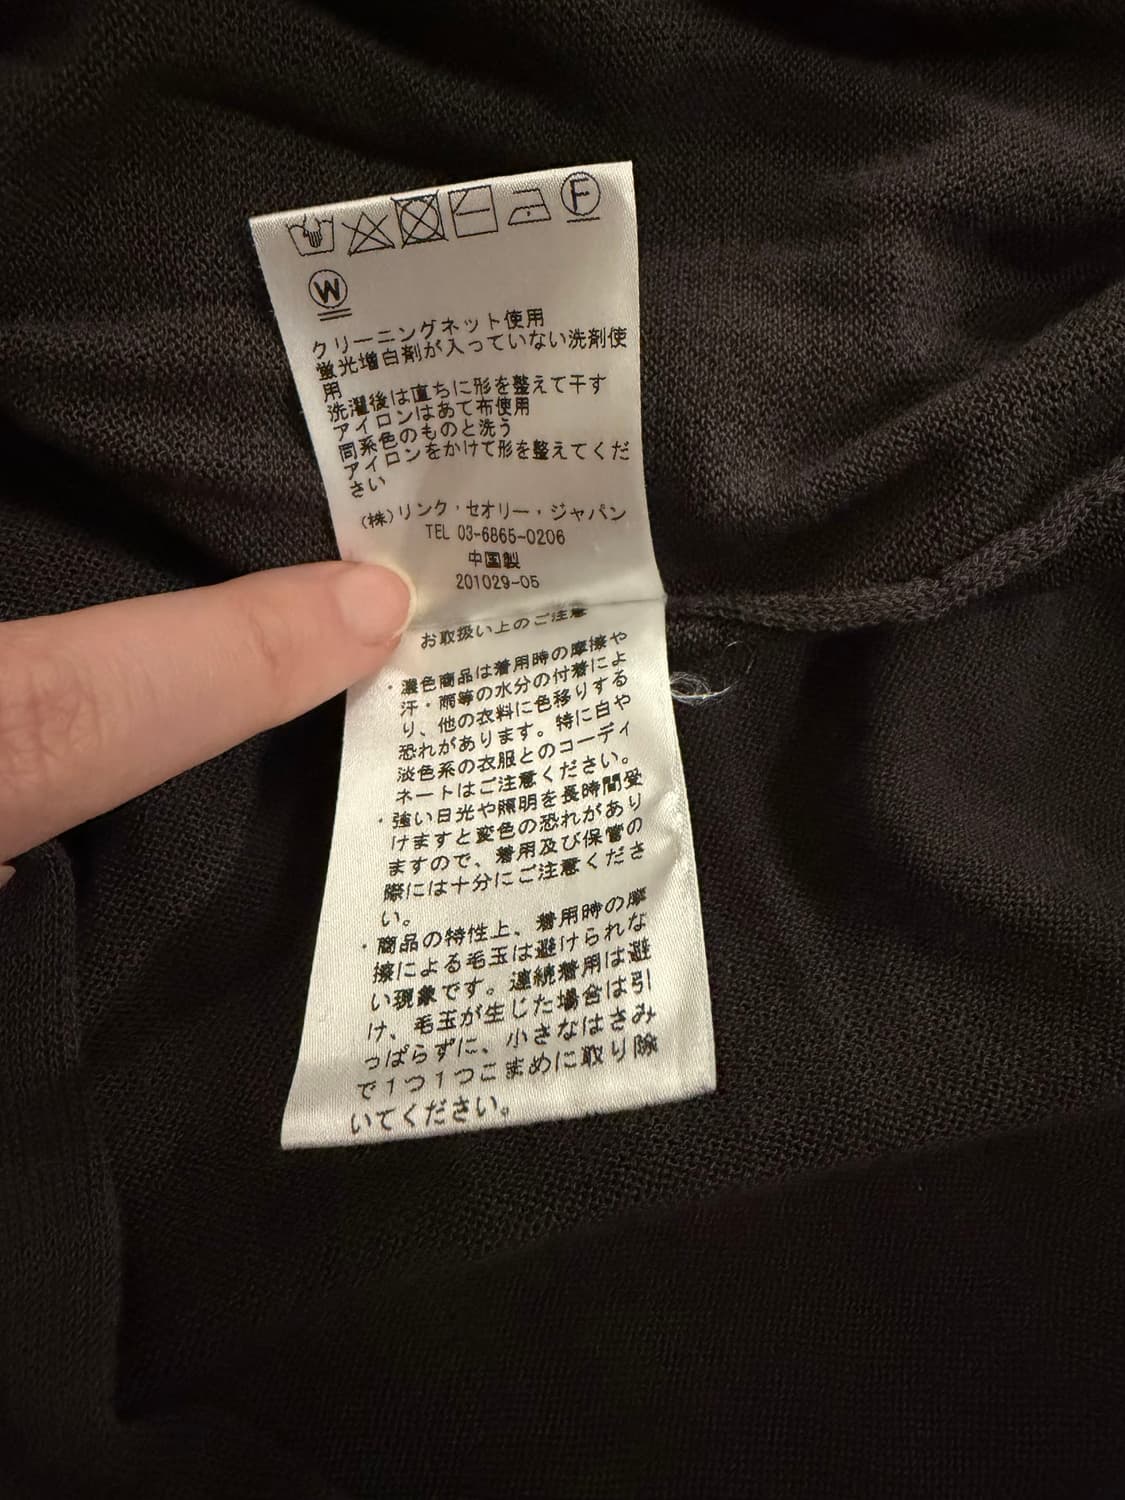 F
W
クリーニングネット使用
蛍光増白剤が入っていない洗剤使
用
洗濯後は直ちに形を整えて干す
アイロンはあて布使用
同系色のものと洗う
アイロンをかけて形を整えてくだ
さい
(株)リンク・セオリー・ジャパン
TEL 03-6865-0206
中国製
201029-05
お取扱い上のご注意
・濃色商品は着用時の摩擦や
汗・雨等の水分の付着によ
り、他の衣料に色移りする
恐れがあります。特に白や
淡色系の衣服とのコーディ
ネートはご注意ください。
・強い日光や照明を長時間受
けますと変色の恐れがあり
ますので、着用及び保管の
際には十分にご注意くださ
い。
・商品の特性上、着用時の摩
擦による毛玉は避けられな
い現象です。連続着用は避
け、毛玉が生じた場合は引
っぱらずに、小さなはさみ
で1つ1つこまめに取り除
いてください。